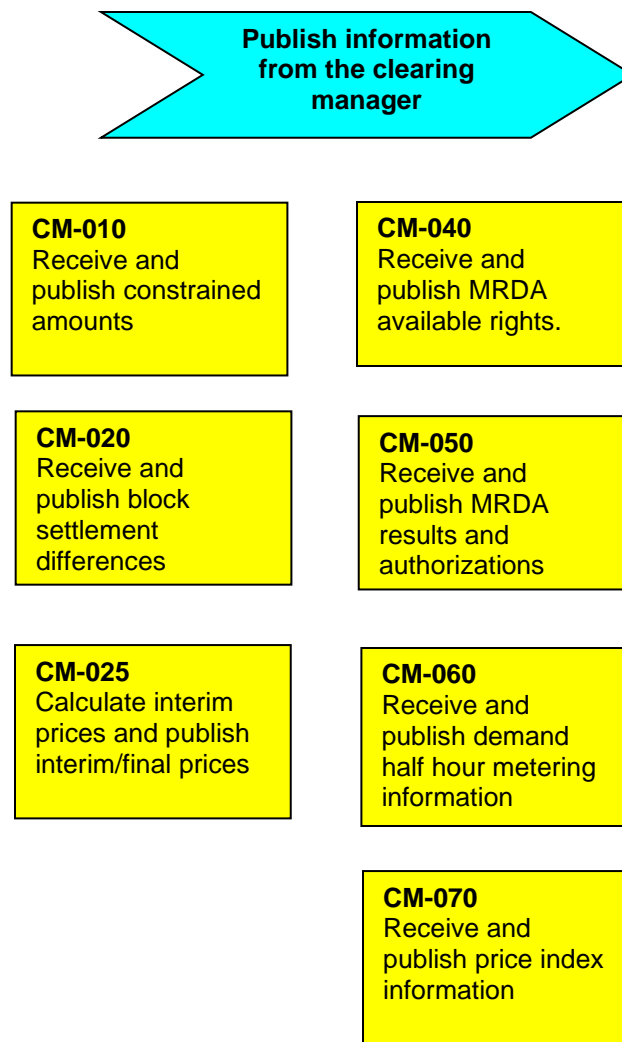 Publish information
from the clearing
manager
CM-010
Receive and
publish constrained
amounts
CM-020
Receive and
publish block
settlement
differences
CM-025
Calculate interim
prices and publish
interim/final prices
CM-040
Receive and
publish MRDA
available rights.
CM-050
Receive and
publish MRDA
results and
authorizations
CM-060
Receive and
publish demand
half hour metering
information
CM-070
Receive and
publish price index
information